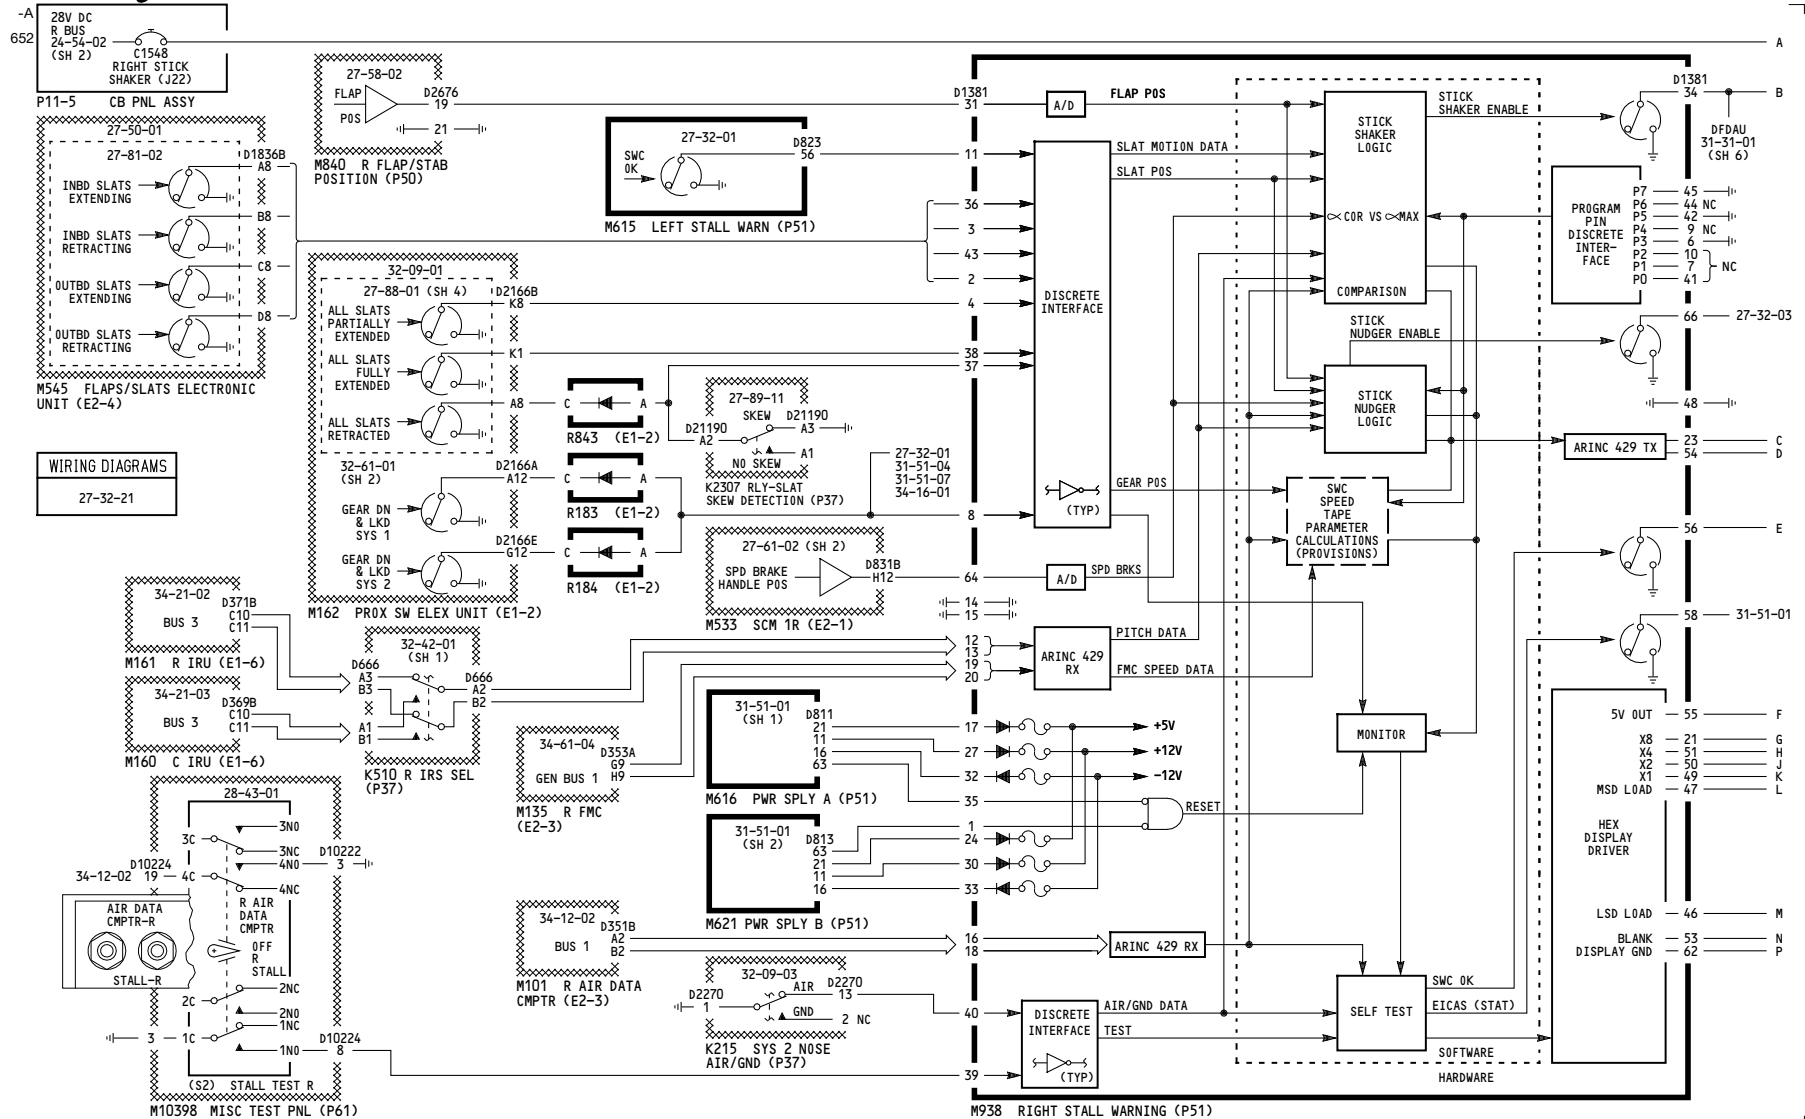 -A
652
28V DC
R BUS
24-54-02
(SH 2)
C1548
RIGHT STICK
SHAKER (J22)
P11-5 CB PNL ASSY
A
27-50-01
27-81-02
D1836B
A8
INBD SLATS
EXTENDING
B8
INBD SLATS
RETRACTING
C8
OUTBD SLATS
EXTENDING
D8
OUTBD SLATS
RETRACTING
M545 FLAPS/SLATS ELECTRONIC
UNIT (E2-4)
WIRING DIAGRAMS
27-32-21
27-58-02
FLAP
POS
D2676
19
21
M840 R FLAP/STAB
POSITION (P50)
27-32-01
SWC
OK
D823
56
M615 LEFT STALL WARN (P51)
32-09-01
27-88-01 (SH 4)
D2166B
K8
ALL SLATS
PARTIALLY
EXTENDED
K1
ALL SLATS
FULLY
EXTENDED
A8
ALL SLATS
RETRACTED
32-61-01
(SH 2)
D2166A
A12
GEAR DN
& LKD
SYS 1
D2166E
G12
GEAR DN
& LKD
SYS 2
M162 PROX SW ELEX UNIT (E1-2)
C A
R843 (E1-2)
C A
R183 (E1-2)
C A
R184 (E1-2)
27-89-11
SKEW
D21190
A2
D21190
A3
A1
NO SKEW
K2307 RLY-SLAT
SKEW DETECTION (P37)
27-32-01
31-51-04
31-51-07
34-16-01
27-61-02 (SH 2)
SPD BRAKE
HANDLE POS
D831B
H12
M533 SCM 1R (E2-1)
34-21-02
BUS 3
D371B
C10
C11
M161 R IRU (E1-6)
34-21-03
BUS 3
D369B
C10
C11
M160 C IRU (E1-6)
32-42-01
(SH 1)
D666
A3
B3
A1
B1
D666
A2
B2
K510 R IRS SEL
(P37)
34-61-04
GEN BUS 1
D353A
G9
H9
M135 R FMC
(E2-3)
31-51-01
(SH 1)
D811
21
11
16
63
M616 PWR SPLY A (P51)
31-51-01
(SH 2)
D813
63
21
11
16
M621 PWR SPLY B (P51)
34-12-02
BUS 1
D351B
A2
B2
M101 R AIR DATA
CMPTR (E2-3)
32-09-03
D2270
1
AIR
D2270
13
GND
2 NC
K215 SYS 2 NOSE
AIR/GND (P37)
28-43-01
3NO
3C
3NC
4NO
D10222
3
D10224
34-12-02 19
4C
4NC
AIR DATA
CMPTR-R
STALL-R
R AIR
DATA
CMPTR
OFF
R
STALL
2NC
2C
2NO
1NC
3 1C
1NO
D10224
8
(S2) STALL TEST R
M10398 MISC TEST PNL (P61)
D1381
31
11
36
3
43
2
4
38
37
8
64
14
15
12
13
19
20
17
27
32
35
1
24
30
33
16
18
40
39
A/D
FLAP POS
DISCRETE
INTERFACE
(TYP)
SLAT MOTION DATA
SLAT POS
GEAR POS
A/D
SPD BRKS
ARINC 429
RX
PITCH DATA
FMC SPEED DATA
+5V
+12V
-12V
RESET
ARINC 429 RX
DISCRETE
INTERFACE
(TYP)
AIR/GND DATA
TEST
STICK
SHAKER
LOGIC
∝ COR VS ∝MAX
COMPARISON
STICK
SHAKER ENABLE
STICK
NUDGER ENABLE
STICK
NUDGER
LOGIC
SWC
SPEED
TAPE
PARAMETER
CALCULATIONS
(PROVISIONS)
MONITOR
SELF TEST
SWC OK
EICAS (STAT)
SOFTWARE
HARDWARE
PROGRAM
PIN
DISCRETE
INTER-
FACE
P7 45
P6 44 NC
P5 42
P4 9 NC
P3 6
P2 10
P1 7 NC
P0 41
D1381
34 B
DFDAU
31-31-01
(SH 6)
66 27-32-03
48
ARINC 429 TX
23 C
54 D
56 E
58 31-51-01
HEX
DISPLAY
DRIVER
5V OUT 55 F
X8 21 G
X4 51 H
X2 50 J
X1 49 K
MSD LOAD 47 L
LSD LOAD 46 M
BLANK 53 N
DISPLAY GND 62 P
M938 RIGHT STALL WARNING (P51)